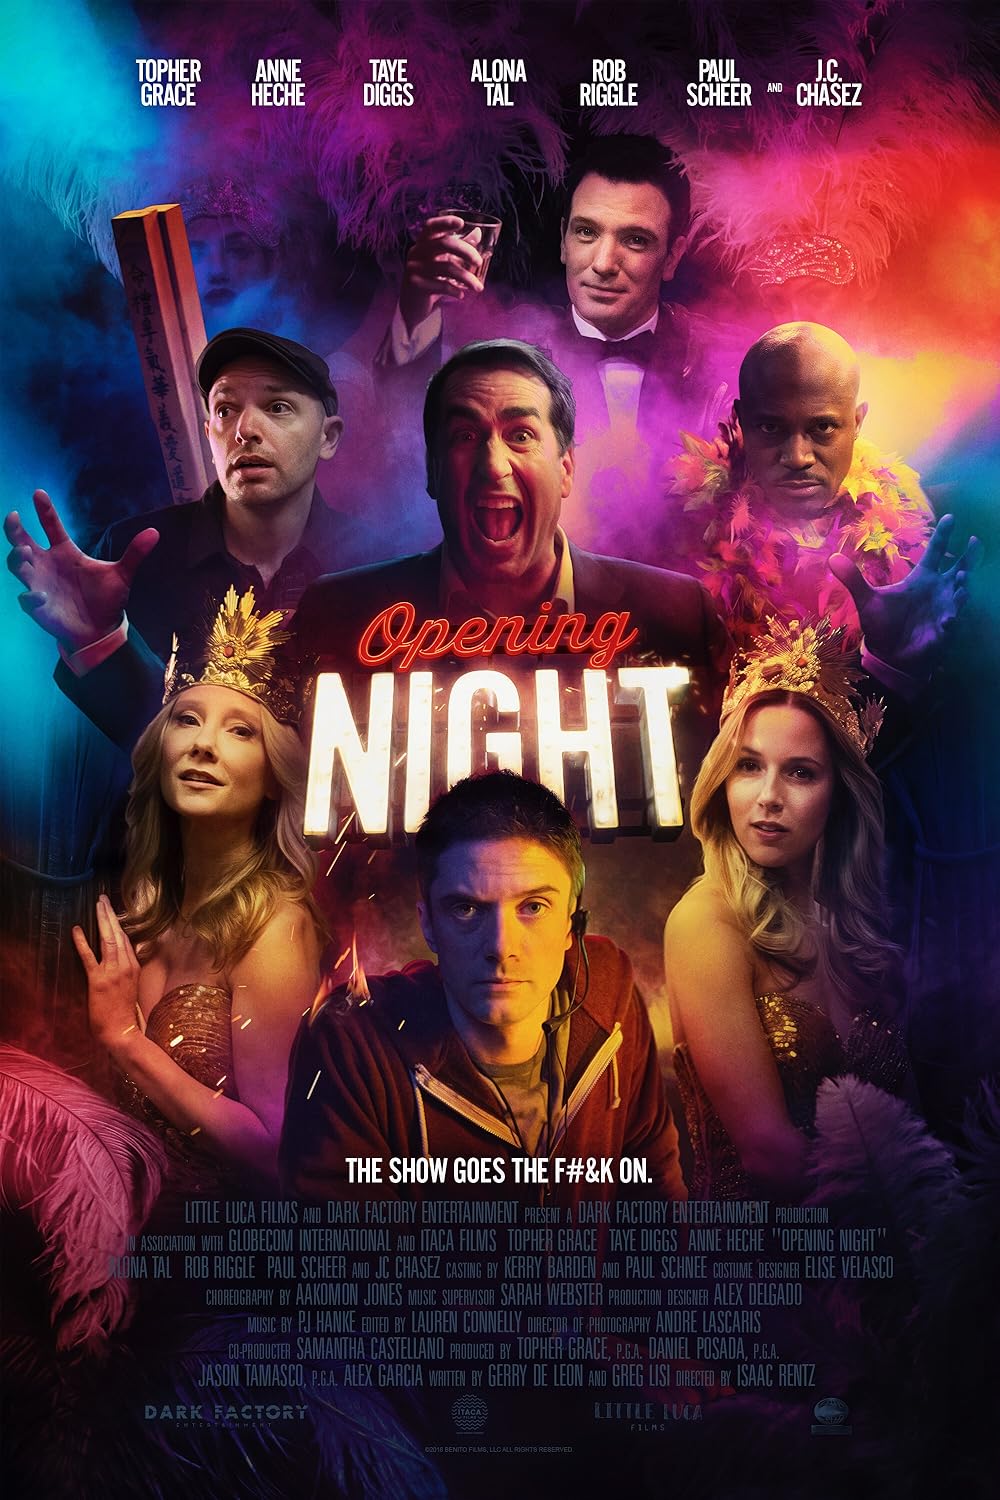 TOPHER GRACE ANNE HECHE TAYE DIGGS ALONA TAL ROB RIGGLE PAUL SCHEER AND J.C. CHASEZ
Opening
NIGHT
THE SHOW GOES THE F#&K ON.
LITTLE LUCA FILMS AND DARK FACTORY ENTERTAINMENT PRESENT A DARK FACTORY ENTERTAINMENT PRODUCTION
IN ASSOCIATION WITH GLOBECOM INTERNATIONAL AND ITACA FILMS TOPHER GRACE TAYE DIGGS ANNE HECHE "OPENING NIGHT"
ALONA TAL ROB RIGGLE PAUL SCHEER AND JC CHASEZ CASTING BY KERRY BARDEN AND PAUL SCHNEE COSTUME DESIGNER ELISE VELASCO
CHOREOGRAPHY BY AAKOMON JONES MUSIC SUPERVISOR SARAH WEBSTER PRODUCTION DESIGNER ALEX DELGADO
MUSIC BY PJ HANKE EDITED BY LAUREN CONNELLY DIRECTOR OF PHOTOGRAPHY ANDRE LASCARIS
CO-PRODUCTER SAMANTHA CASTELLANO PRODUCED BY TOPHER GRACE, P.G.A. DANIEL POSADA, P.G.A.
JASON TAMASCO, P.G.A. ALEX GARCIA WRITTEN BY GERRY DE LEON AND GREG LISI DIRECTED BY ISAAC RENTZ
DARK FACTORY
ENTERTAINMENT
ITACA
FILMS
LITTLE LUCA
FILMS
©2016 BENITO FILMS, LLC ALL RIGHTS RESERVED